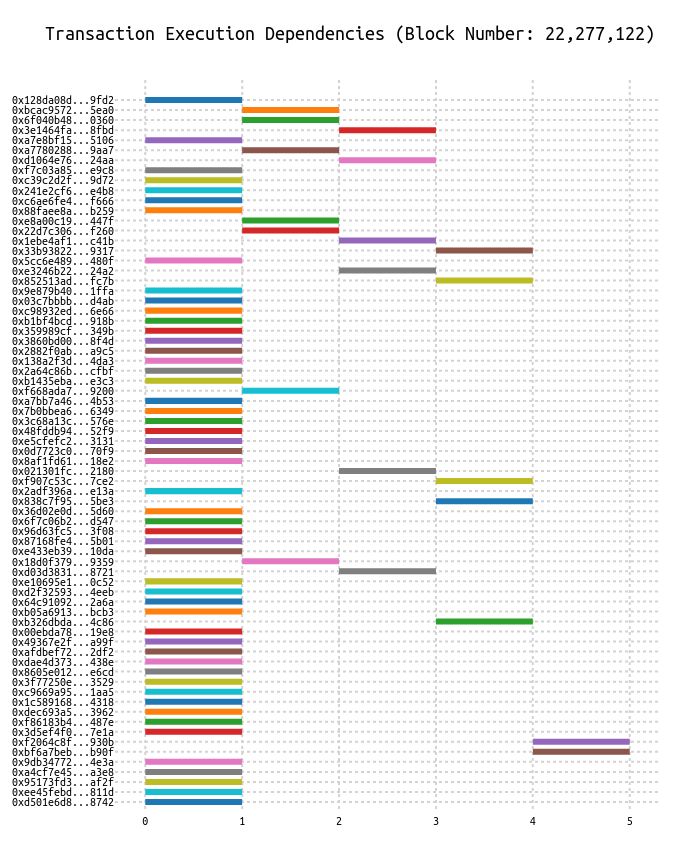 Transaction Execution Dependencies (Block Number: 22,277,122)
0x128da08d...9fd2
0xbcac9572...5ea0
0x6f040b48...0360
0x3e1464fa...8fbd
0xa7e8bf15...5106
0xa7780288...9aa7
0xd1064e76...24aa
0xf7c03a85...e9c8
0xc39c2d2f...9d72
0x241e2cf6...e4b8
0xc6ae6fe4...f666
0x88faee8a...b259
0xe8a00c19...447f
0x22d7c306...f260
0x1ebe4af1...c41b
0x33b93822...9317
0x5cc6e489...480f
0xe3246b22...24a2
0x852513ad...fc7b
0x9e879b40...1ffa
0x03c7bbbb...d4ab
0xc98932ed...6e66
0xb1bf4bcd...918b
0x359989cf...349b
0x3860bd00...8f4d
0x2882f0ab...a9c5
0x138a2f3d...4da3
0x2a64c86b...cfbf
0xb1435eba...e3c3
0xf668ada7...9200
0xa7bb7a46...4b53
0x7b0bbea6...6349
0x3c68a13c...576e
0x48fddb94...52f9
0xe5cfefc2...3131
0x0d7723c0...70f9
0x8af1fd61...18e2
0x021301fc...2180
0xf907c53c...7ce2
0x2adf396a...e13a
0x838c7f95...5be3
0x36d02e0d...5d60
0x6f7c06b2...d547
0x96d63fc5...3f08
0x87168fe4...5b01
0xe433eb39...10da
0x18d0f379...9359
0xd03d3831...8721
0xe10695e1...0c52
0xd2f32593...4eeb
0x64c91092...2a6a
0xb05a6913...bcb3
0xb326dbda...4c86
0x00ebda78...19e8
0x49367e2f...a99f
0xafdbef72...2df2
0xdae4d373...438e
0x8605e012...e6cd
0x3f77250e...3529
0xc9669a95...1aa5
0x1c589168...4318
0xdec693a5...3962
0xf86183b4...487e
0x3d5ef4f0...7e1a
0xf2064c8f...930b
0xbf6a7beb...b90f
0x9db34772...4e3a
0xa4cf7e45...a3e8
0x95173fd3...af2f
0xee45febd...811d
0xd501e6d8...8742
0 1 2 3 4 5